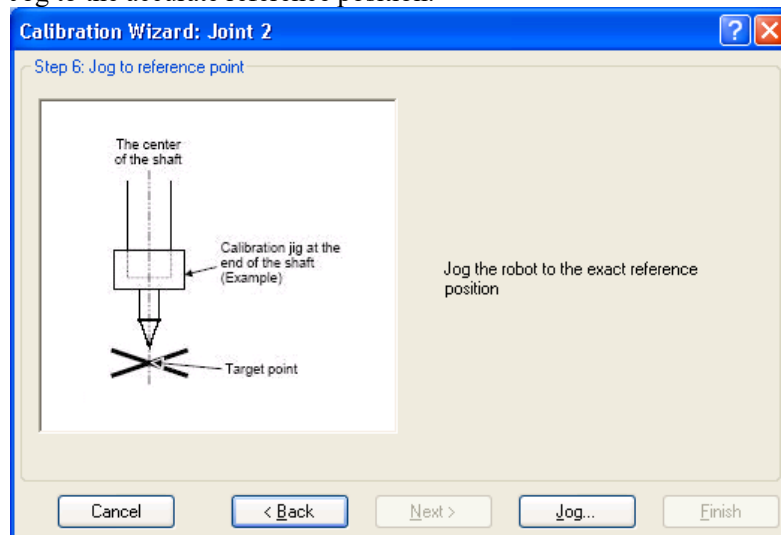 Calibration Wizard: Joint 2
Step 6: Jog to reference point
The center
of the shaft
Calibration jig at the
end of the shaft
(Example)
Target point
Jog the robot to the exact reference
position
Cancel
< Back
Next >
Jog...
Finish